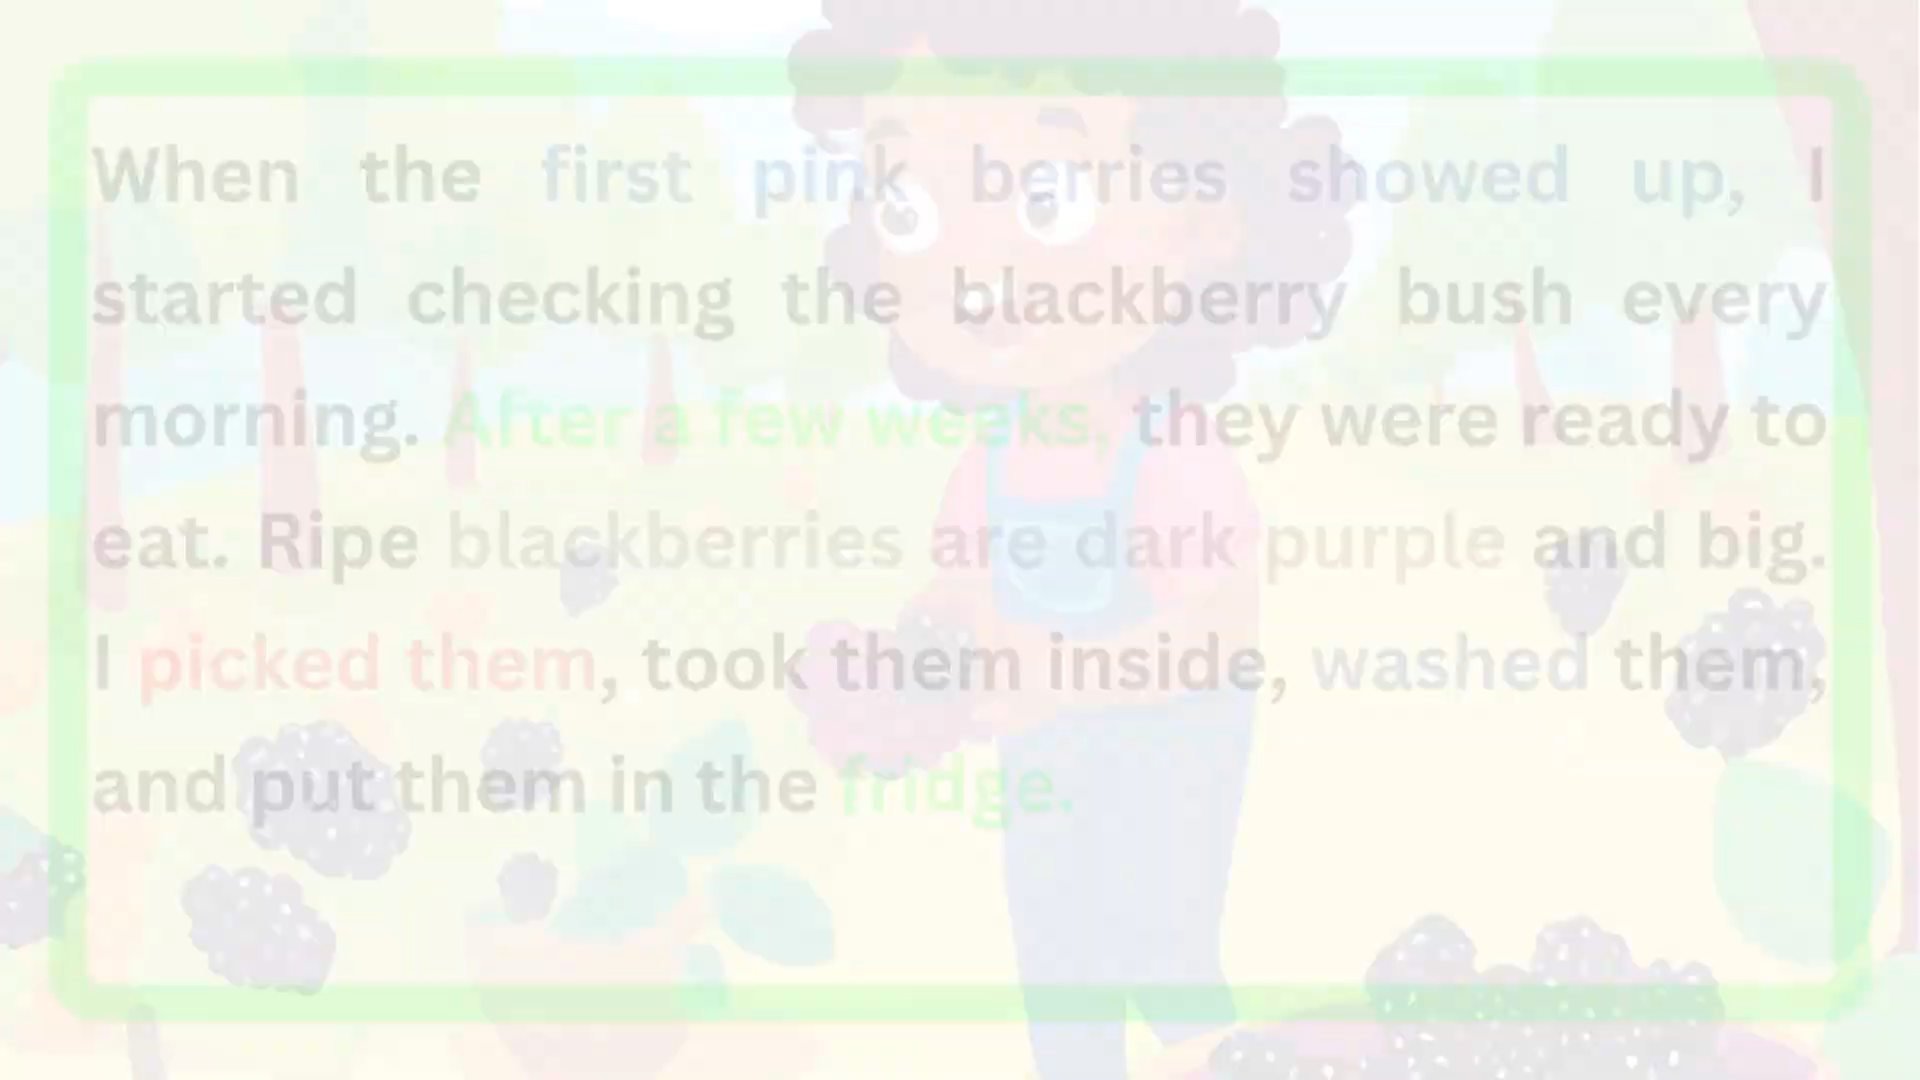 When the first pink berries showed up, I
started checking the blackberry bush every
morning. After a few weeks, they were ready to
eat. Ripe blackberries are dark purple and big.
I picked them, took them inside, washed them,
and put them in the fridge.